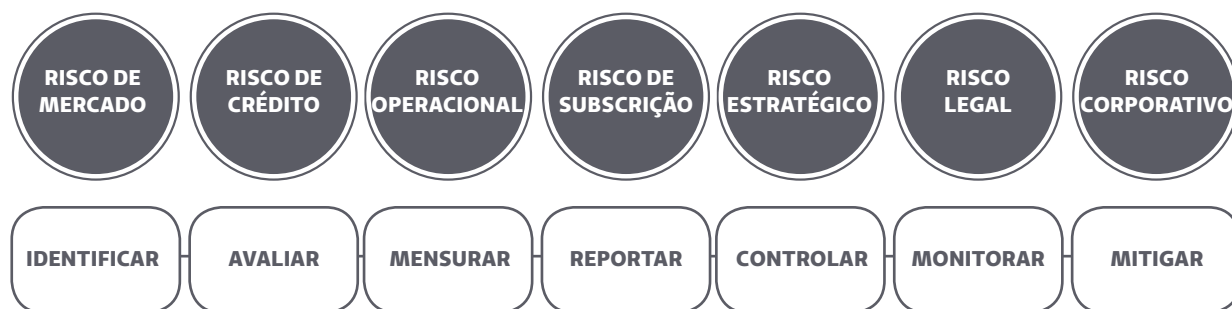 RISCO DE
MERCADO
RISCO DE
CRÉDITO
RISCO
OPERACIONAL
RISCO DE
SUBSCRIÇÃO
RISCO
ESTRATÉGICO
RISCO
LEGAL
RISCO
CORPORATIVO
IDENTIFICAR
AVALIAR
MENSURAR
REPORTAR
CONTROLAR
MONITORAR
MITIGAR